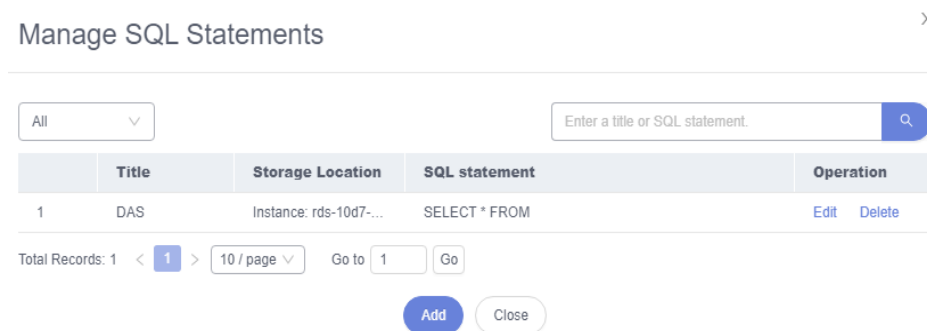 Manage SQL Statements
All
Enter a title or SQL statement.
Title Storage Location SQL statement Operation
1 DAS Instance: rds-10d7-... SELECT * FROM Edit Delete
Total Records: 1 < 1 > 10 / page Go to 1 Go
Add Close